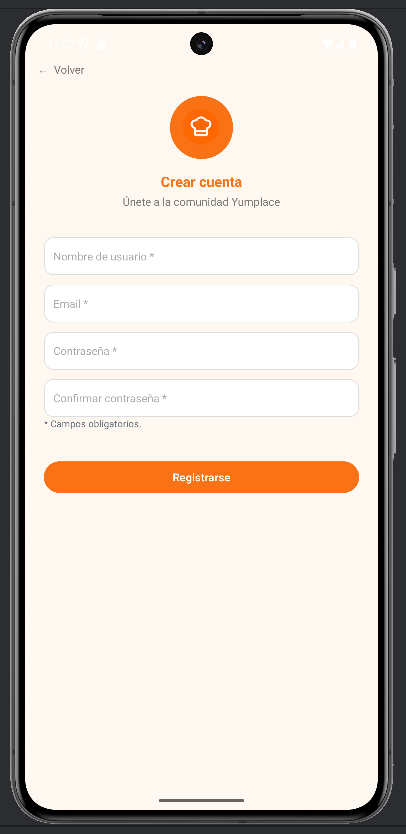 ← Volver
Crear cuenta
Únete a la comunidad Yumplace
Nombre de usuario *
Email *
Contraseña *
Confirmar contraseña *
* Campos obligatorios.
Registrarse